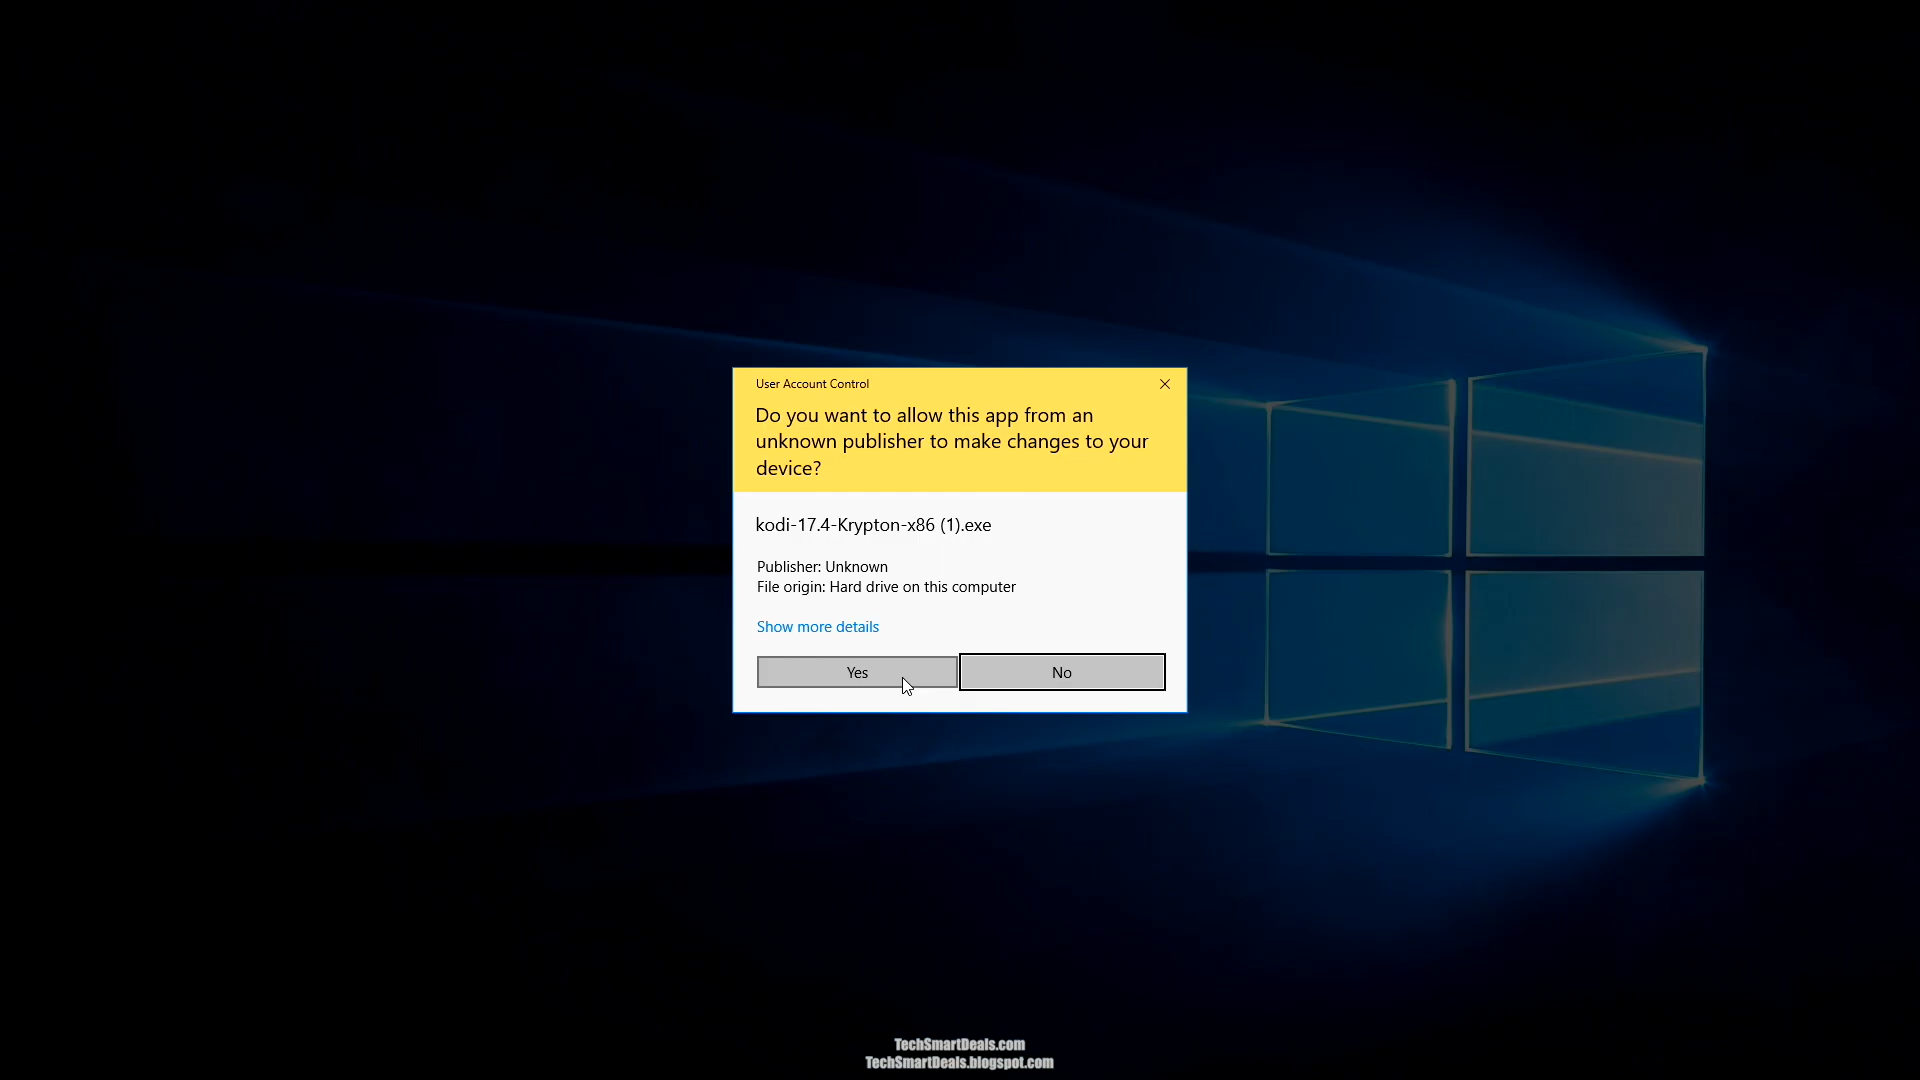 User Account Control
Do you want to allow this app from an
unknown publisher to make changes to your
device?
kodi-17.4-Krypton-x86 (1).exe
Publisher: Unknown
File origin: Hard drive on this computer
Show more details
Yes
No
TechSmartDeals.com
TechSmartDeals.blogspot.com